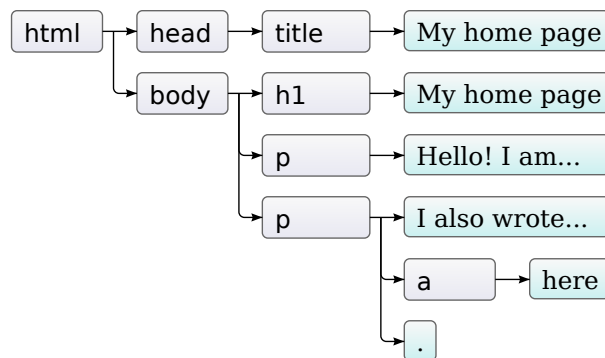 html head title My home page
body h1 My home page
p Hello! I am...
p I also wrote...
a here
.